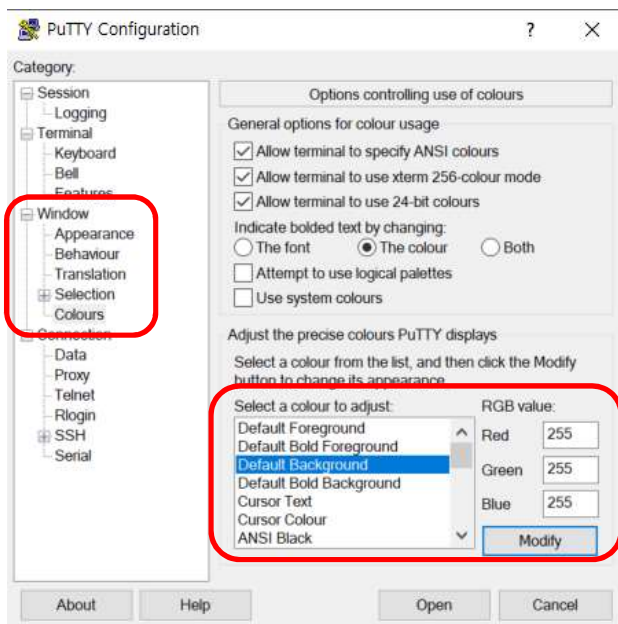 PuTTY Configuration
?
Category:
Session
Logging
Terminal
Keyboard
Bell
Features
Window
Appearance
Behaviour
Translation
Selection
Colours
Connection
Data
Proxy
Telnet
Rlogin
SSH
Serial
Options controlling use of colours
General options for colour usage
Allow terminal to specify ANSI colours
Allow terminal to use xterm 256-colour mode
Allow terminal to use 24-bit colours
Indicate bolded text by changing:
The font The colour Both
Attempt to use logical palettes
Use system colours
Adjust the precise colours PuTTY displays
Select a colour from the list, and then click the Modify
button to change its appearance
Select a colour to adjust:
Default Foreground
Default Bold Foreground
Default Background
Default Bold Background
Cursor Text
Cursor Colour
ANSI Black
RGB value:
Red 255
Green 255
Blue 255
Modify
About Help Open Cancel